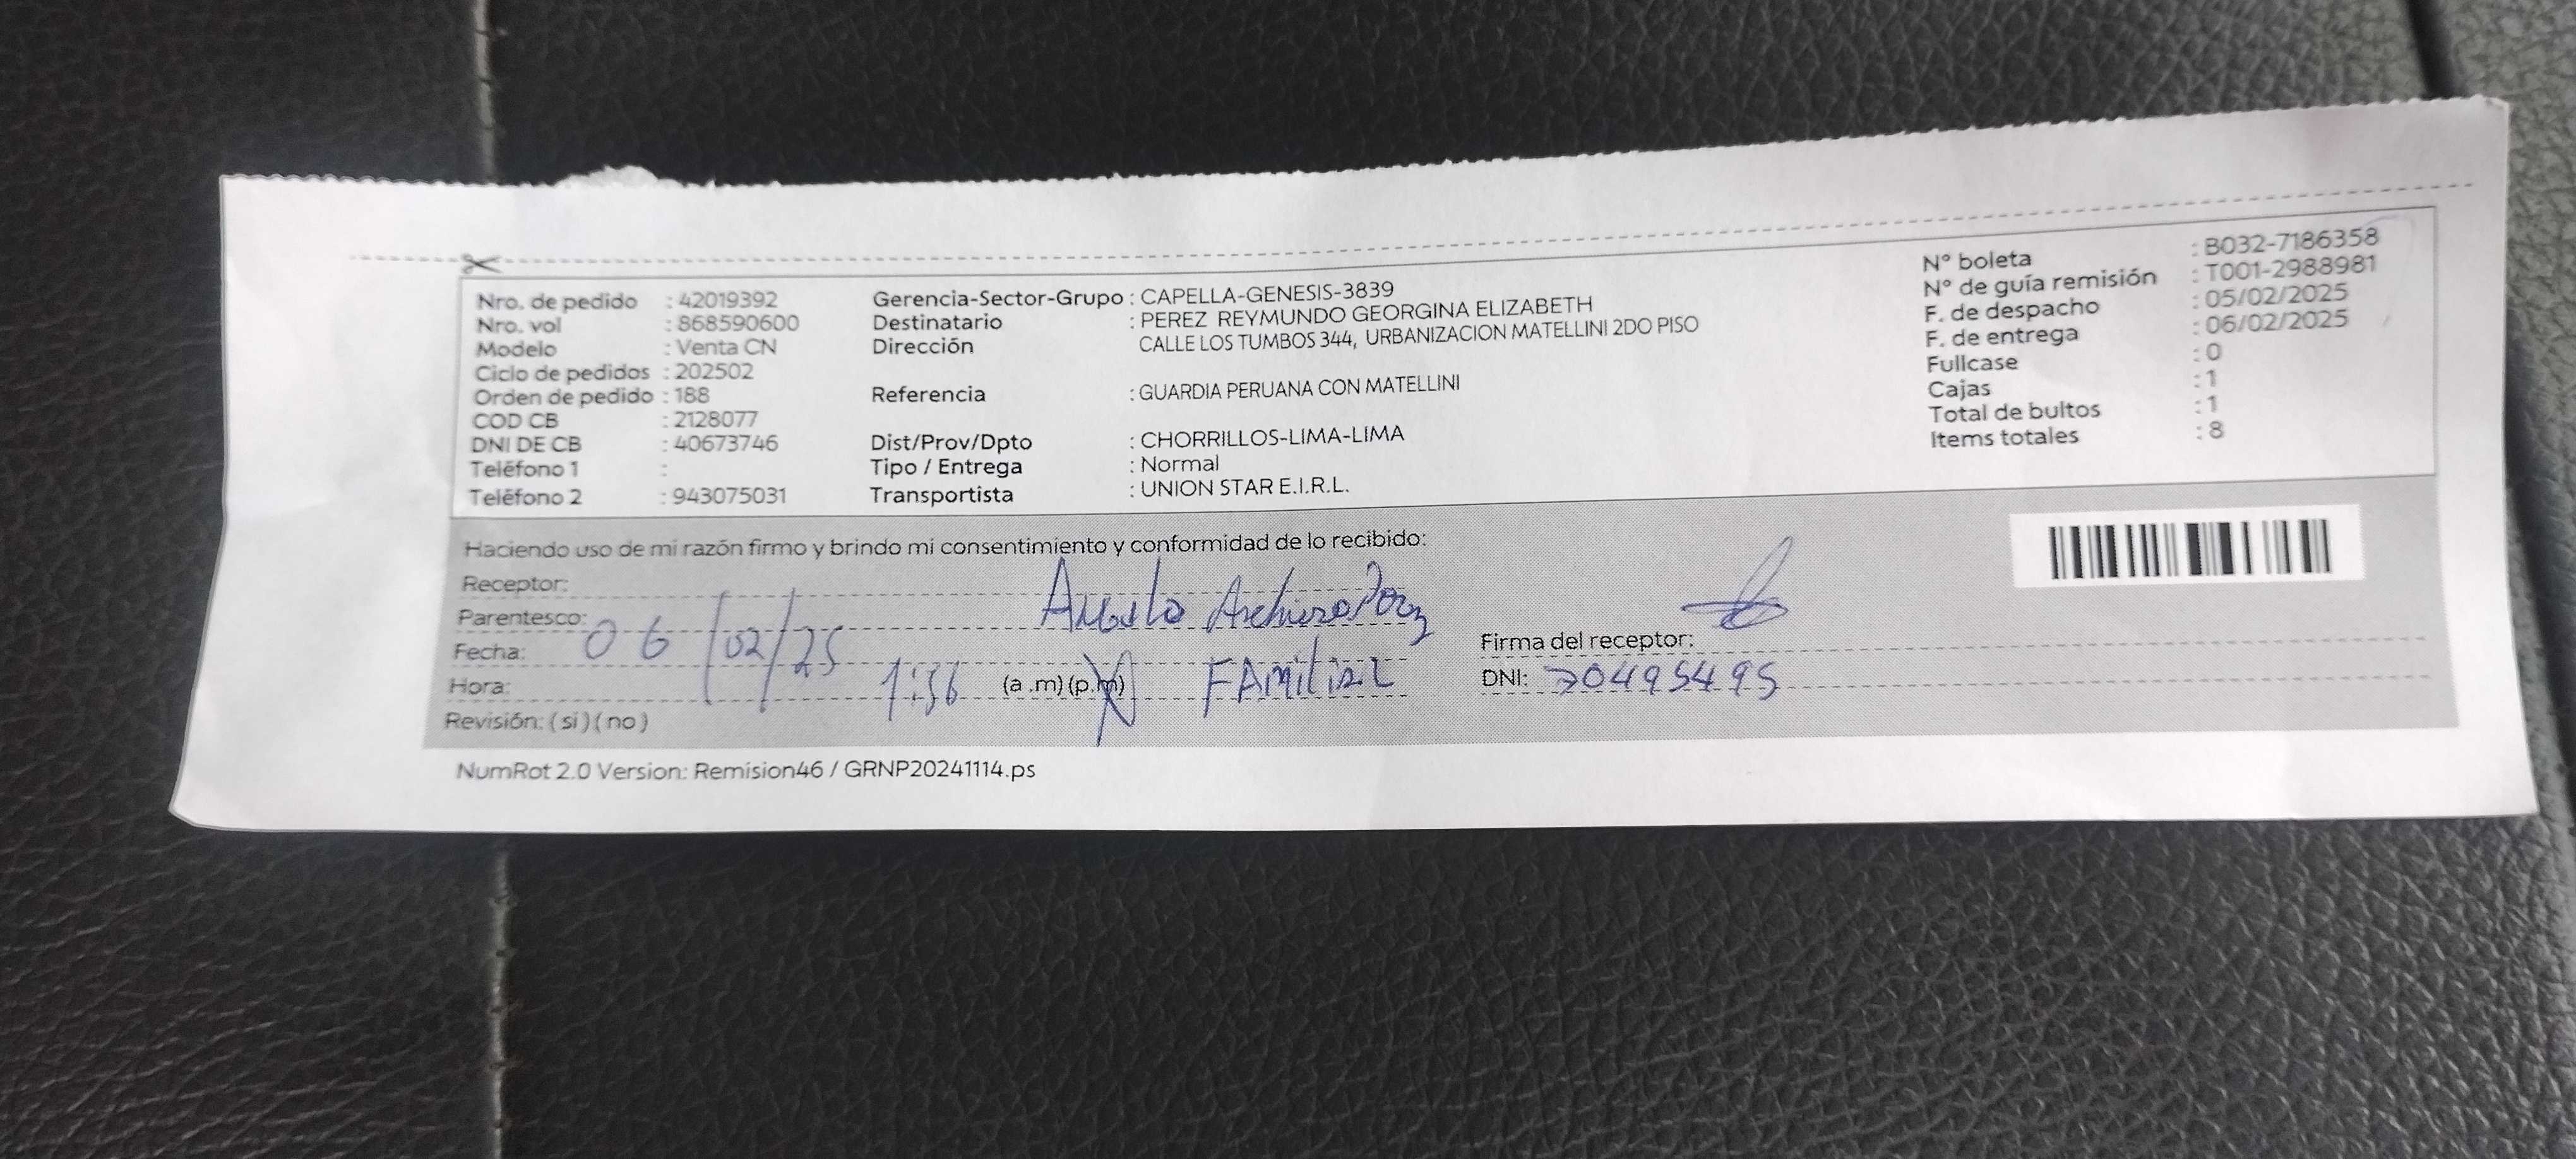 Nro. de pedido : 42019392
Nro. vol : 868590600
Modelo : Venta CN
Ciclo de pedidos : 202502
Orden de pedido : 188
COD CB : 2128077
DNI DE CB : 40673746
Teléfono 1 :
Teléfono 2 : 943075031
Gerencia-Sector-Grupo : CAPELLA-GENESIS-3839
Destinatario : PEREZ REYMUNDO GEORGINA ELIZABETH
Dirección CALLE LOS TUMBOS 344, URBANIZACION MATELLINI 2DO PISO
Referencia : GUARDIA PERUANA CON MATELLINI
Dist/Prov/Dpto : CHORRILLOS-LIMA-LIMA
Tipo / Entrega : Normal
Transportista : UNION STAR E.I.R.L.
N° boleta : B032-7186358
N° de guía remisión : T001-2988981
F. de despacho : 05/02/2025
F. de entrega : 06/02/2025
Fullcase : 0
Cajas : 1
Total de bultos : 1
Items totales : 8
Haciendo uso de mi razón firmo y brindo mi consentimiento y conformidad de lo recibido:
Receptor:
Parentesco:
Fecha: 06/02/25
Hora: 1:36 (a .m) (p.m) FAmiliaL
Revisión: ( si ) ( no )
Firma del receptor:
DNI: 70495495
NumRot 2.0 Version: Remision46 / GRNP20241114.ps